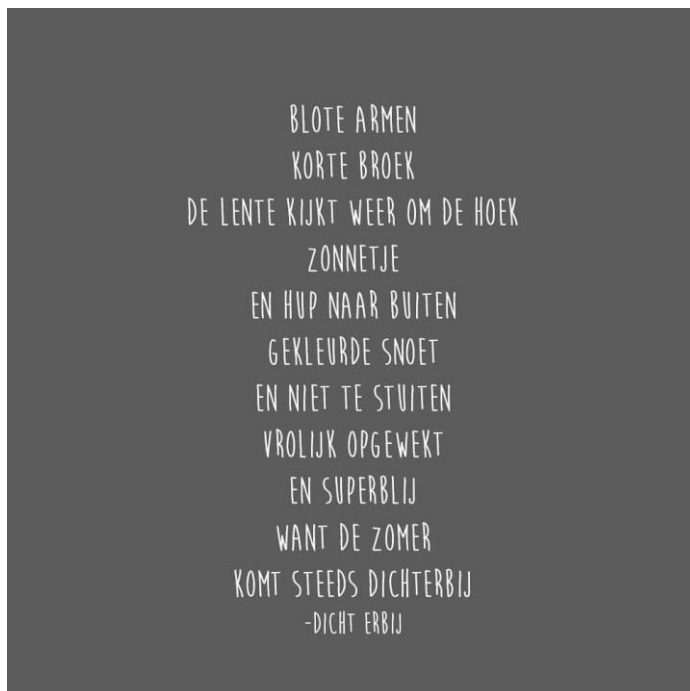 BLOTE ARMEN
KORTE BROEK
DE LENTE KIJKT WEER OM DE HOEK
ZONNETJE
EN HUP NAAR BUITEN
GEKLEURDE SNOET
EN NIET TE STUITEN
VROLIJK OPGEWEKT
EN SUPERBLIJ
WANT DE ZOMER
KOMT STEEDS DICHTERBIJ
-DICHT ERBIJ